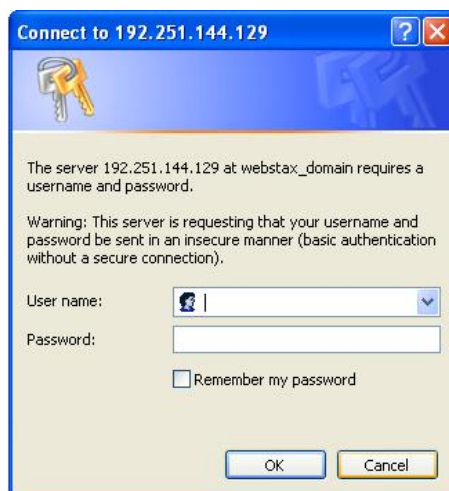 Connect to 192.251.144.129
The server 192.251.144.129 at webstax_domain requires a
username and password.
Warning: This server is requesting that your username and
password be sent in an insecure manner (basic authentication
without a secure connection).
User name:
Password:
Remember my password
OK Cancel